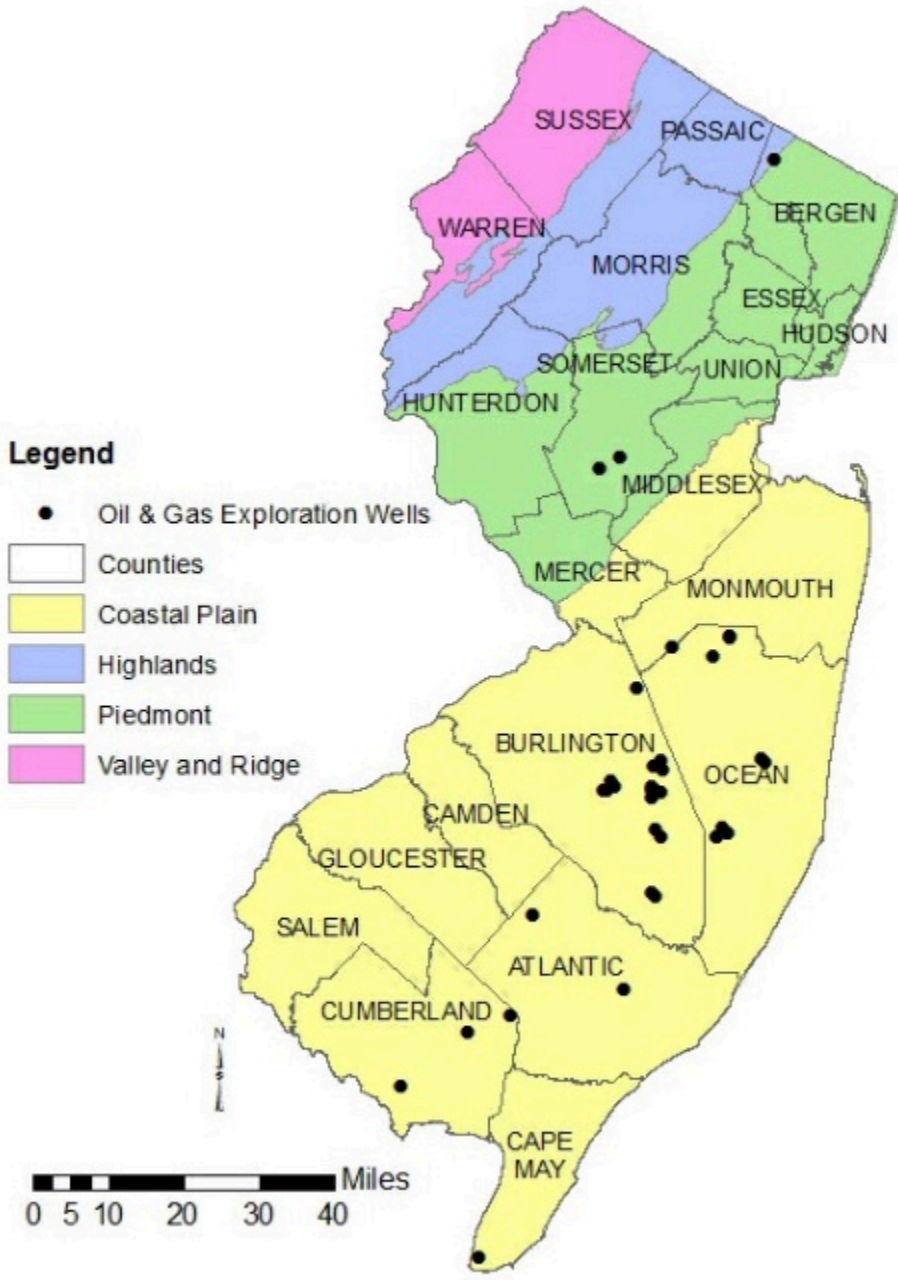 SUSSEX
PASSAIC
BERGEN
WARREN
MORRIS
ESSEX
HUDSON
SOMERSET
UNION
HUNTERDON
Legend
MIDDLESEX
Oil & Gas Exploration Wells
Counties
MERCER
MONMOUTH
Coastal Plain
Highlands
Piedmont
BURLINGTON
Valley and Ridge
OCEAN
CAMDEN
GLOUCESTER
SALEM
ATLANTIC
CUMBERLAND
N
CAPE
MAY
Miles
0 5 10 20 30 40